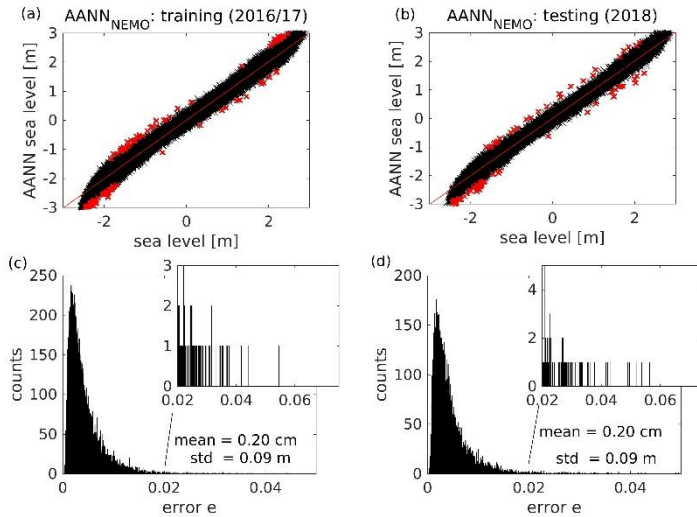 (a) AANN_NEMO: training (2016/17)
3
2
1
0
-1
-2
-3
AANN sea level [m]
-2 0 2
sea level [m]
(b) AANN_NEMO: testing (2018)
3
2
1
0
-1
-2
-3
AANN sea level [m]
-2 0 2
sea level [m]
(c)
250
200
150
100
50
0
counts
3
2
1
0
0.02 0.04 0.06
mean = 0.20 cm
std = 0.09 m
0 0.02 0.04
error e
(d)
200
150
100
50
0
counts
4
2
0
0.02 0.04 0.06
mean = 0.20 cm
std = 0.09 m
0 0.02 0.04
error e